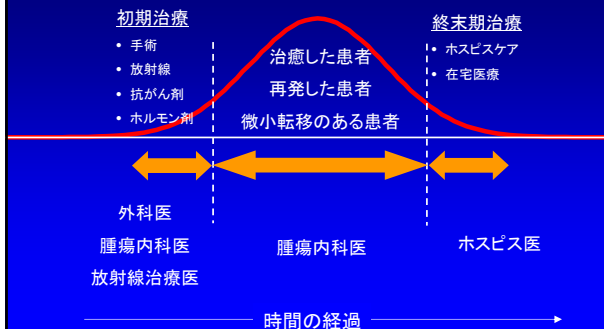 初期治療
• 手術
• 放射線
• 抗がん剤
• ホルモン剤
治癒した患者
再発した患者
微小転移のある患者
終末期治療
• ホスピスケア
• 在宅医療
外科医
腫瘍内科医
放射線治療医
腫瘍内科医
ホスピス医
時間の経過